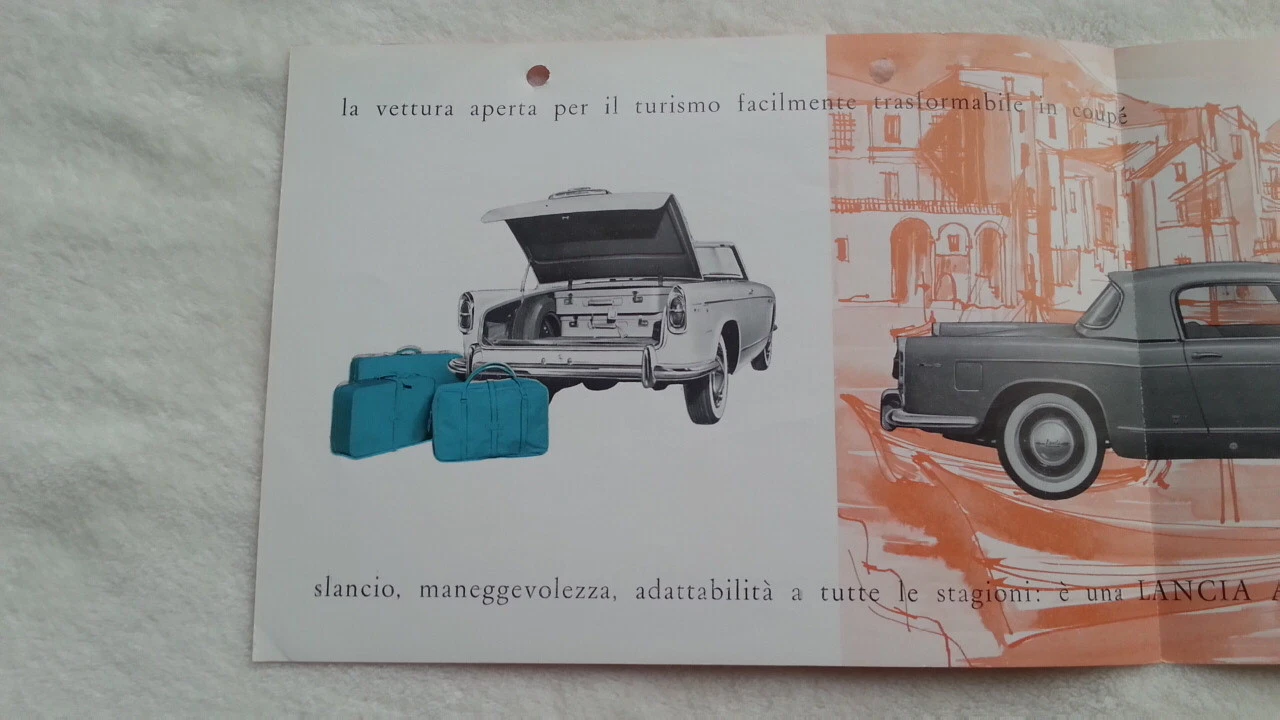 la vettura aperta per il turismo facilmente trasformabile in coupé
slancio, maneggevolezza, adattabilità a tutte le stagioni: è una LANCIA A